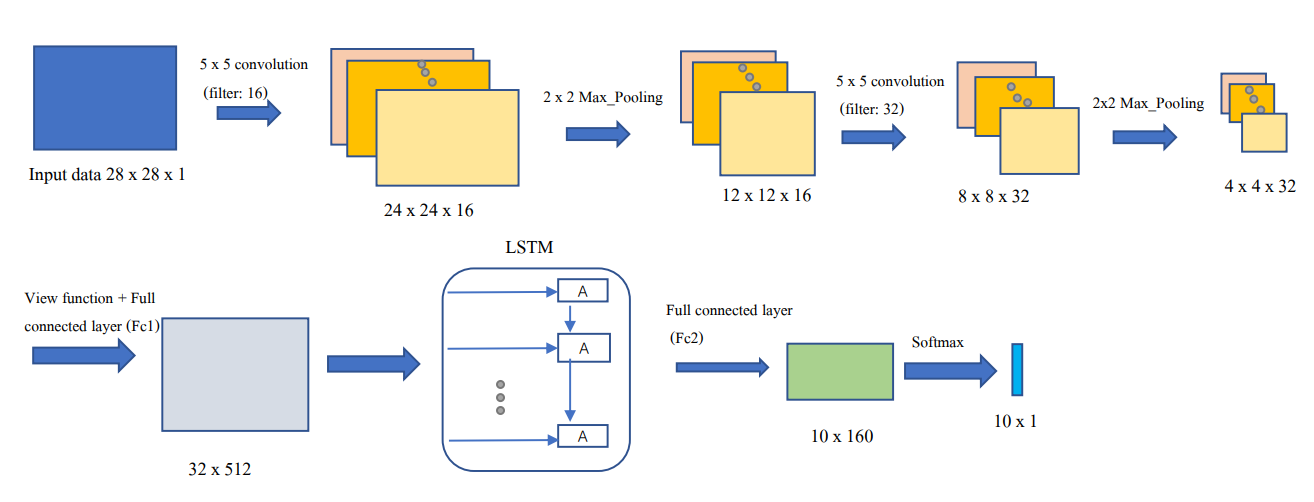 5 x 5 convolution
(filter: 16)
2 x 2 Max_Pooling
5 x 5 convolution
(filter: 32)
2x2 Max_Pooling
Input data 28 x 28 x 1
24 x 24 x 16
12 x 12 x 16
8 x 8 x 32
4 x 4 x 32
LSTM
View function + Full
connected layer (Fc1)
A
A
A
Full connected layer
(Fc2)
Softmax
32 x 512
10 x 160
10 x 1